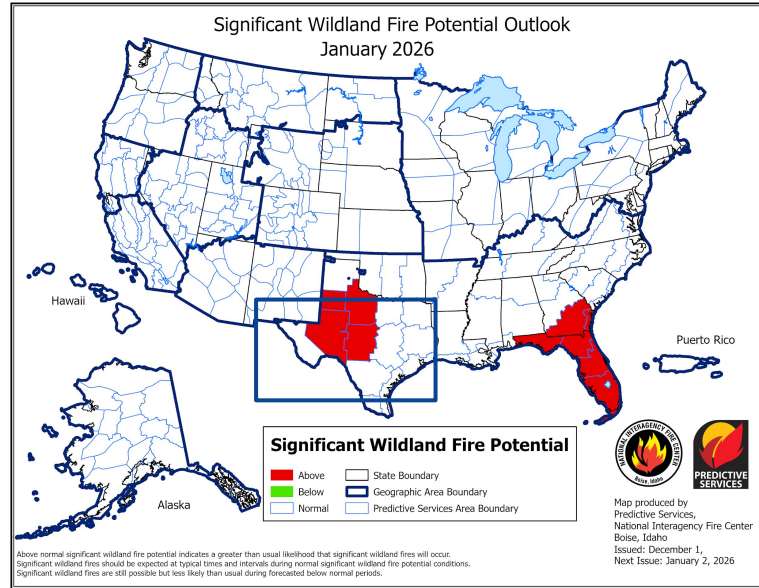 Significant Wildland Fire Potential Outlook
January 2026
Hawaii
Puerto Rico
Alaska
Significant Wildland Fire Potential
Above
State Boundary
Below
Geographic Area Boundary
Normal
Predictive Services Area Boundary
NATIONAL INTERAGENCY FIRE CENTER
Boise, Idaho
PREDICTIVE
SERVICES
Map produced by
Predictive Services,
National Interagency Fire Center
Boise, Idaho
Issued: December 1,
Next Issue: January 2, 2026
Above normal significant wildland fire potential indicates a greater than usual likelihood that significant wildland fires will occur.
Significant wildland fires should be expected at typical times and intervals during normal significant wildland fire potential conditions.
Significant wildland fires are still possible but less likely than usual during forecasted below normal periods.